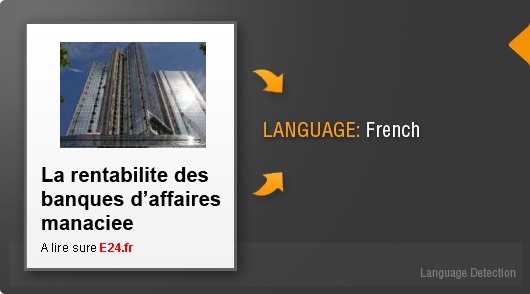 La rentabilite des
banques d’affaires
manaciee
A lire sure E24.fr
LANGUAGE: French
Language Detection